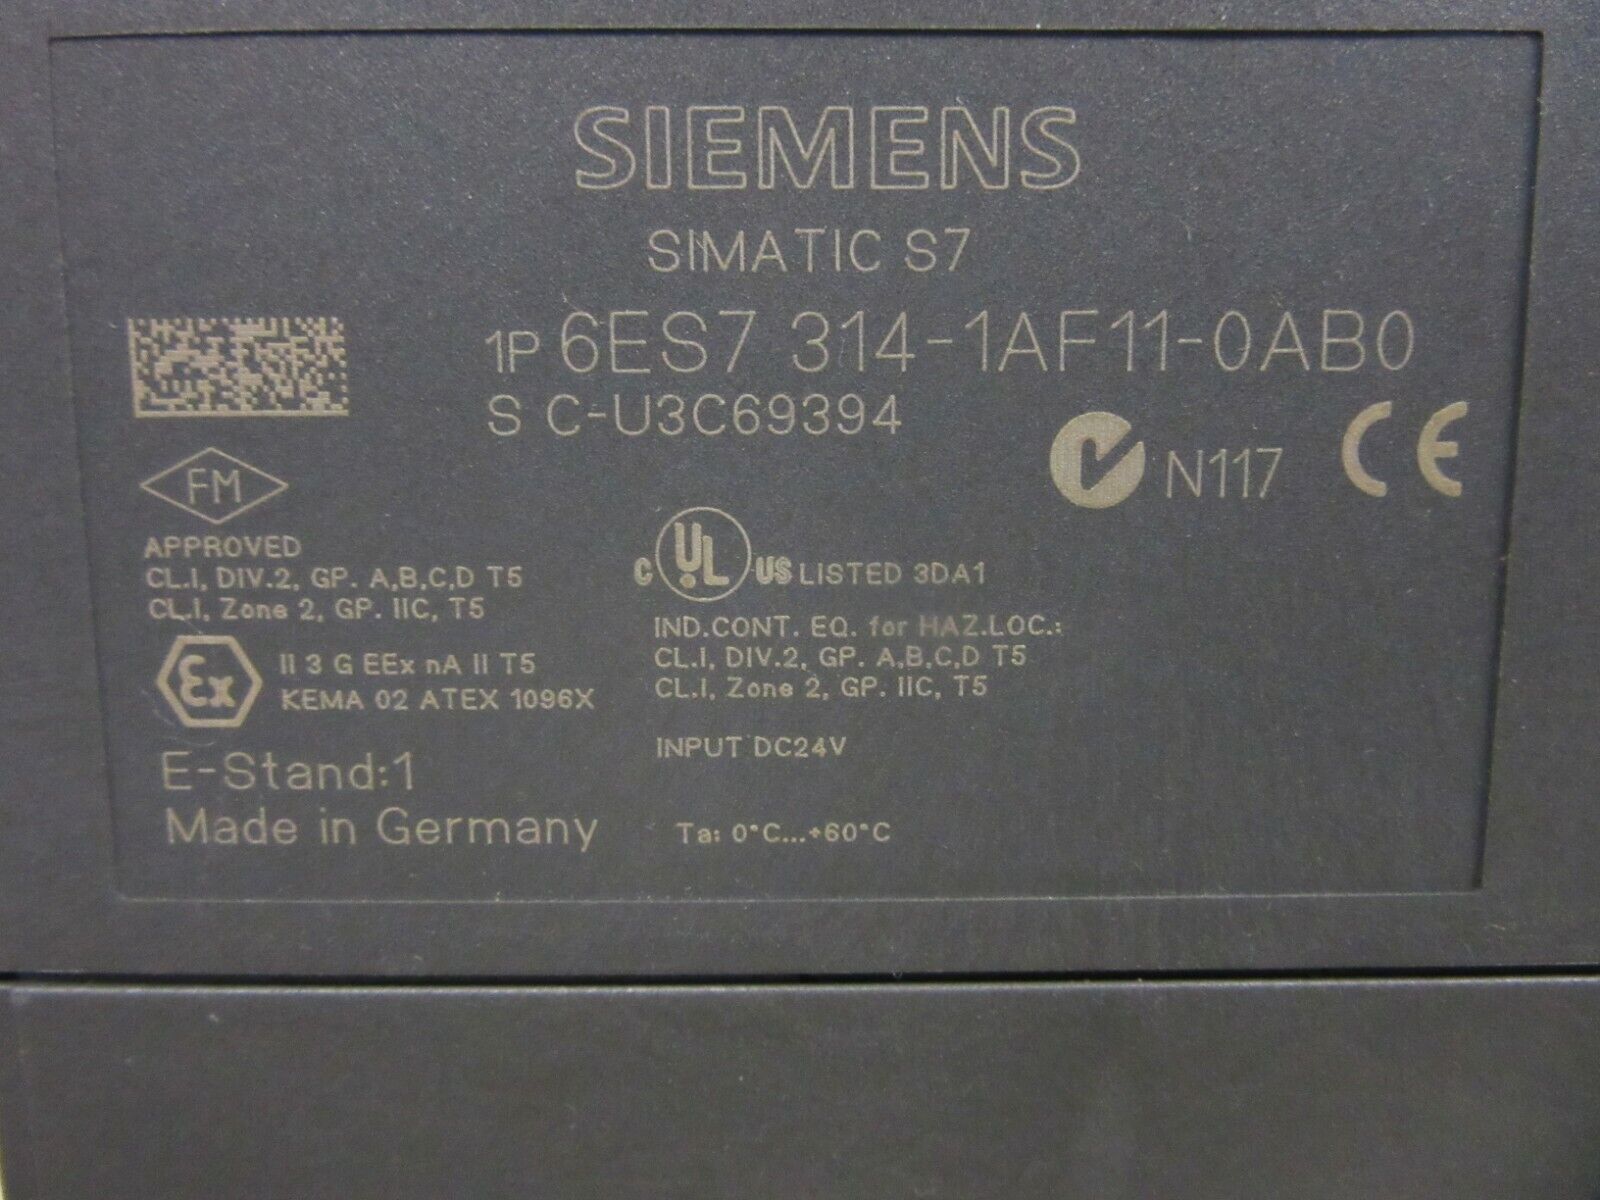 SIEMENS
SIMATIC S7
1P 6ES7 314-1AF11-0AB0
S C-U3C69394
N117 CE
FM
APPROVED
CL.I, DIV.2, GP. A,B,C,D T5
CL.I, Zone 2, GP. IIC, T5
Ex II 3 G EEx nA II T5
KEMA 02 ATEX 1096X
E-Stand:1
Made in Germany
C UL US LISTED 3DA1
IND.CONT. EQ. for HAZ.LOC.:
CL.I, DIV.2, GP. A,B,C,D T5
CL.I, Zone 2, GP. IIC, T5
INPUT DC24V
Ta: 0°C...+60°C